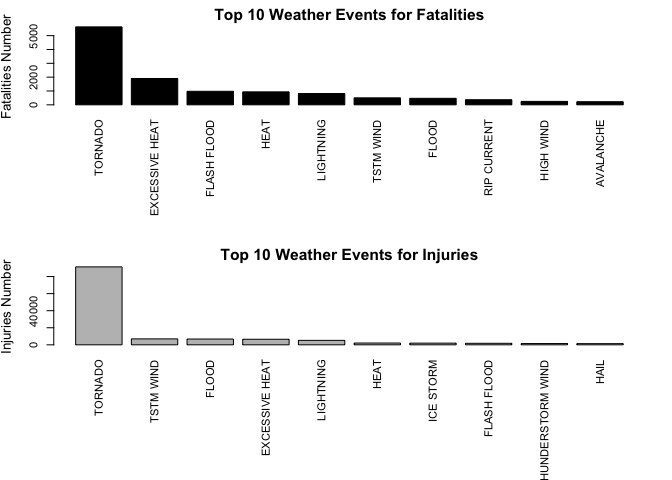 Top 10 Weather Events for Fatalities
Fatalities Number
0
2000
5000
TORNADO
EXCESSIVE HEAT
FLASH FLOOD
HEAT
LIGHTNING
TSTM WIND
FLOOD
RIP CURRENT
HIGH WIND
AVALANCHE
Top 10 Weather Events for Injuries
Injuries Number
0
40000
TORNADO
TSTM WIND
FLOOD
EXCESSIVE HEAT
LIGHTNING
HEAT
ICE STORM
FLASH FLOOD
HUNDERSTORM WIND
HAIL